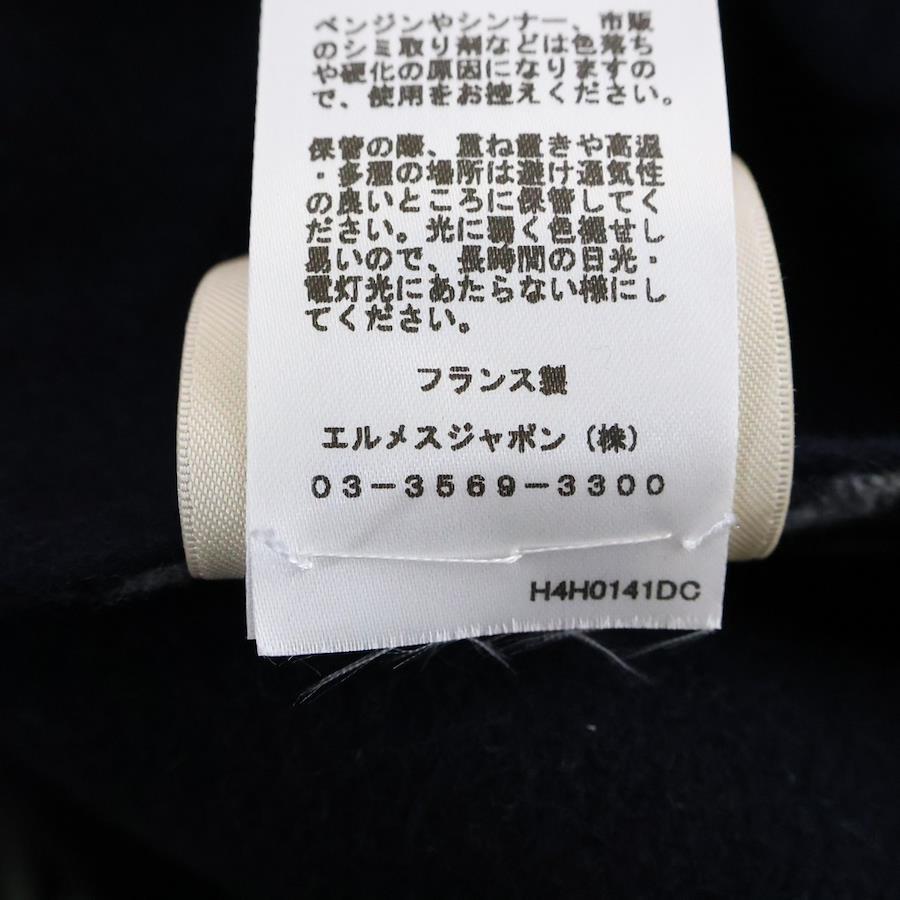 ベンジンやシンナー、市販
のシミ取り剤などは色落ち
や硬化の原因になりますの
で、使用をお控えください。
保管の際、重ね置きや高温
・多湿の場所は避け通気性
の良いところに保管してく
ださい。光に弱く色褪せし
易いので、長時間の日光・
電灯光にあたらない様にし
てください。
フランス製
エルメスジャポン（株）
03-3569-3300
H4H0141DC